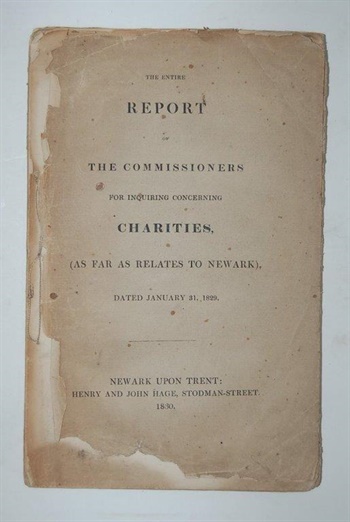 THE ENTIRE
REPORT
OF
THE COMMISSIONERS
FOR INQUIRING CONCERNING
CHARITIES,
(AS FAR AS RELATES TO NEWARK),
DATED JANUARY 31, 1829.
NEWARK UPON TRENT:
HENRY AND JOHN HAGE, STODMAN-STREET
1830.